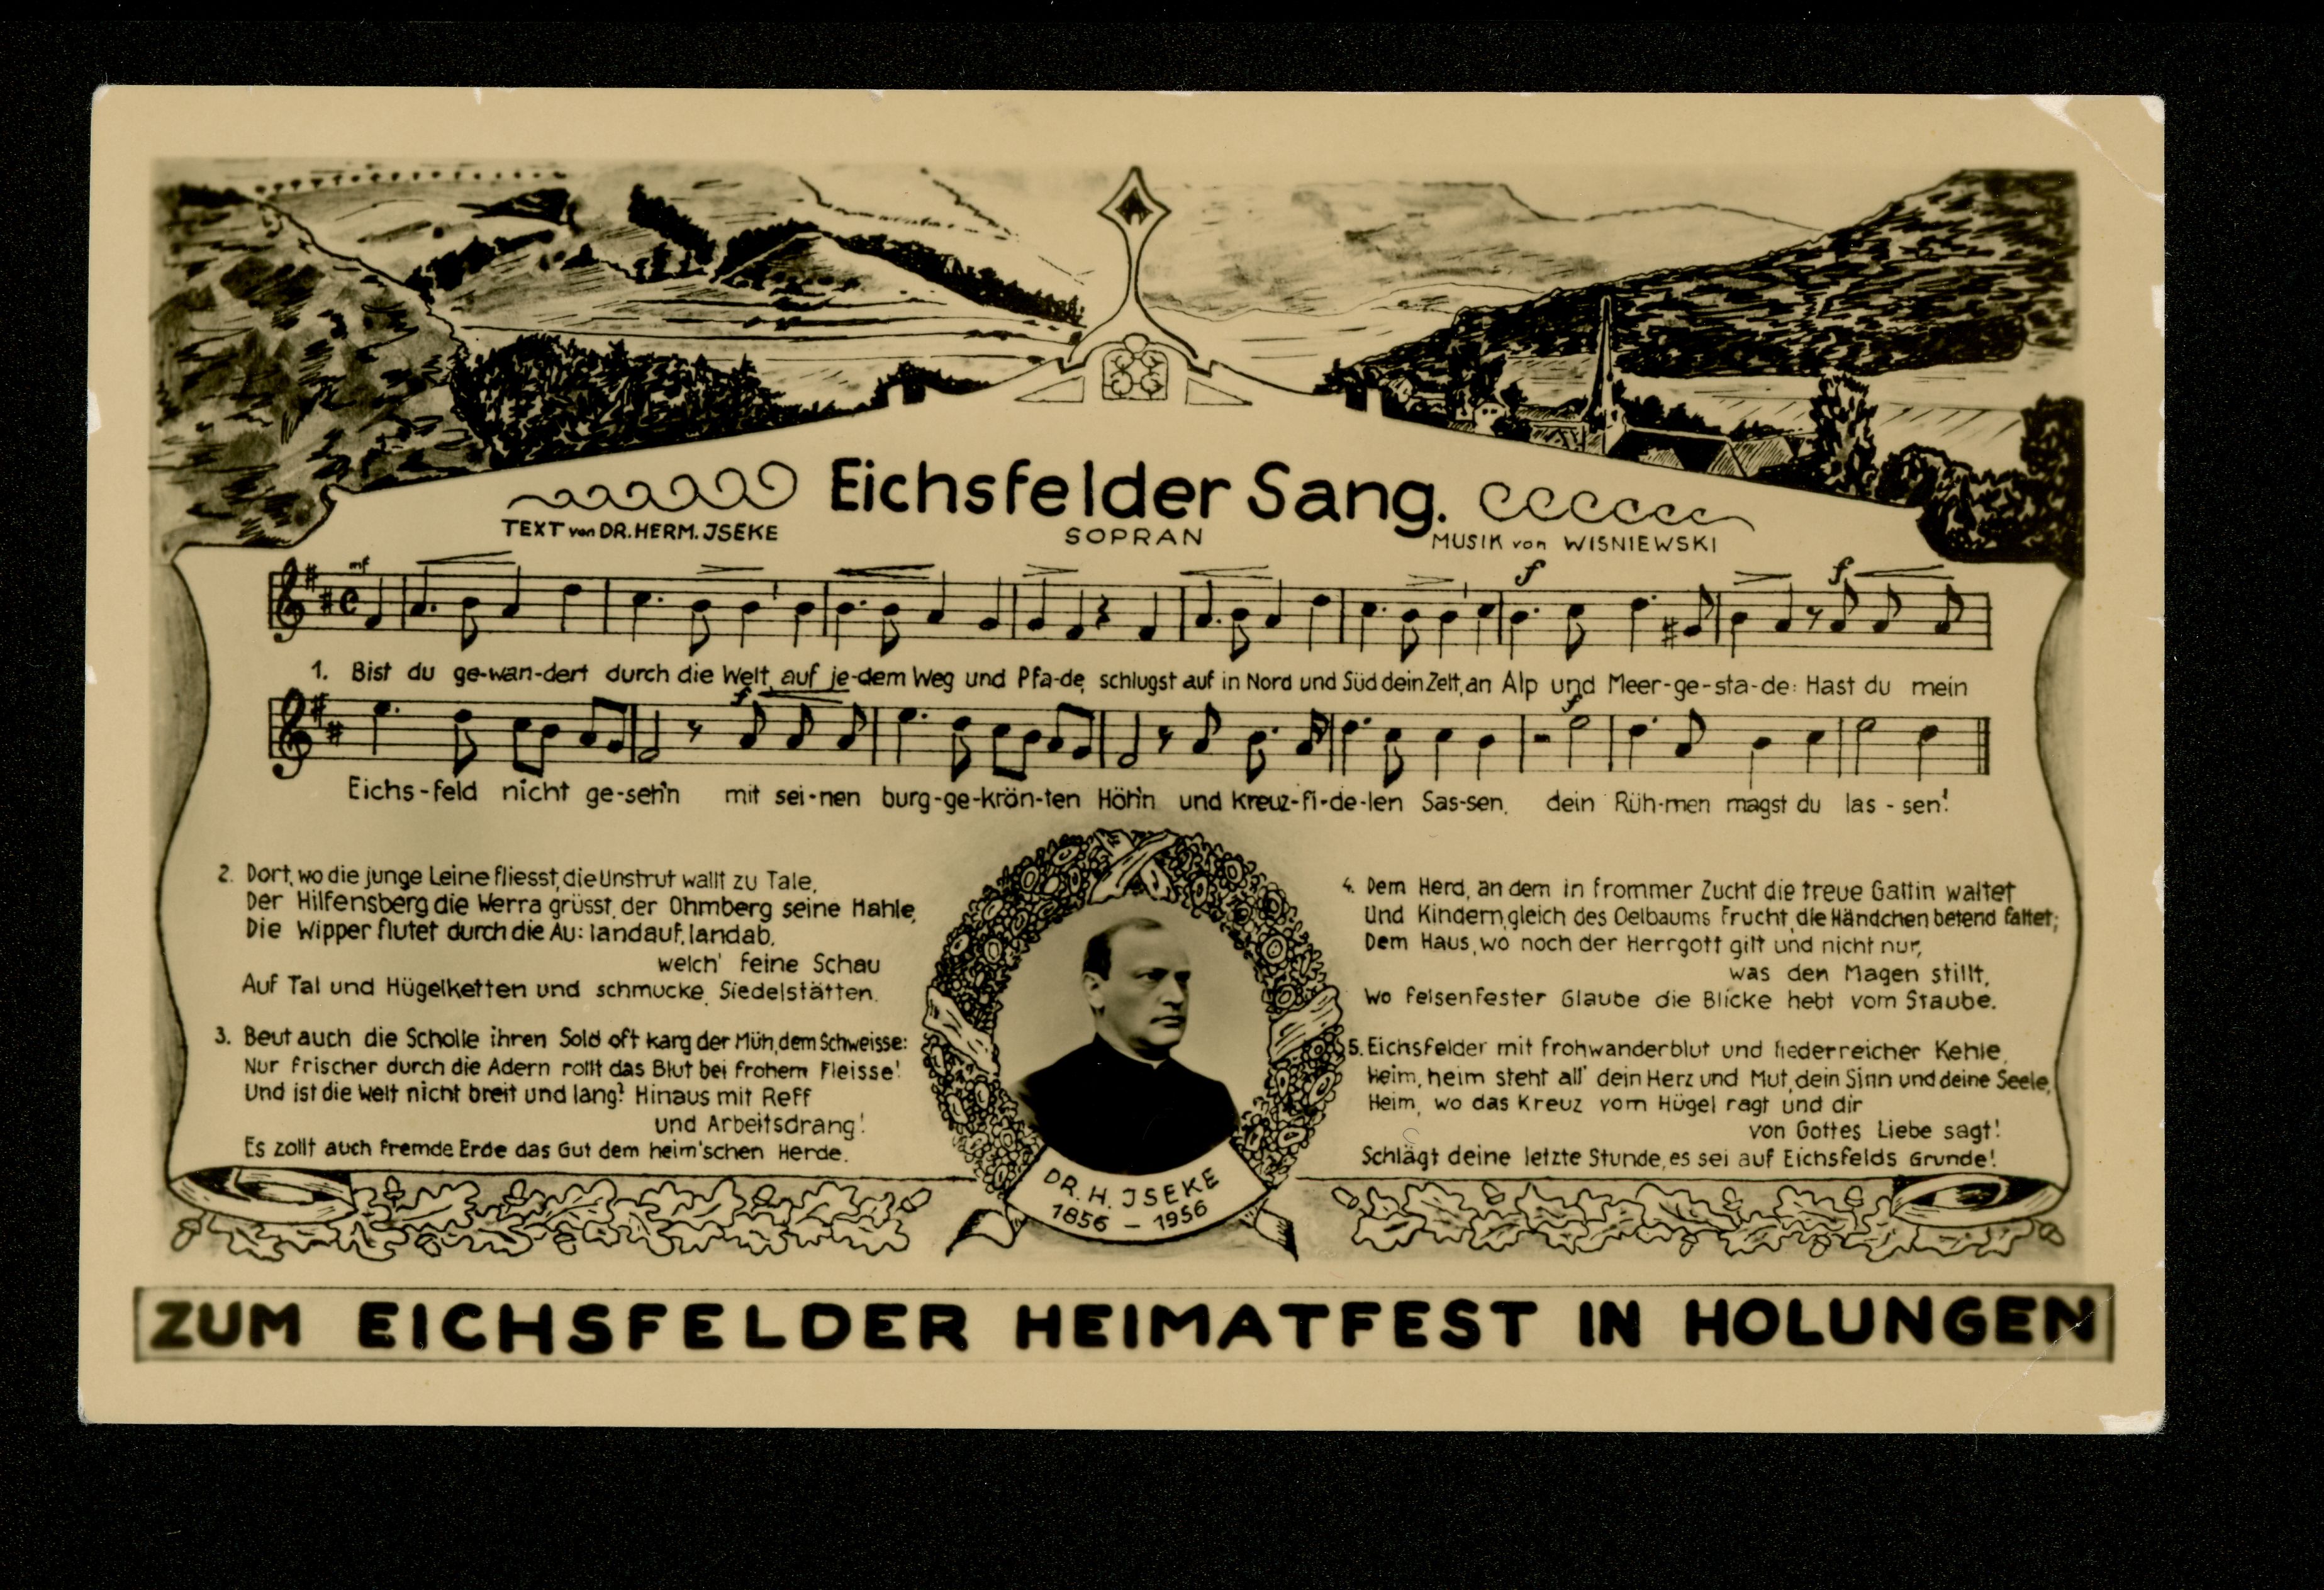 Eichsfelder Sang.
TEXT von DR. HERM. JSEKE
SOPRAN
MUSIK von WISNIEWSKI
mf
f
f
1. Bist du ge-wan-dert durch die Welt, auf je-dem Weg und Pfa-de, schlugst auf in Nord und Süd dein Zelt, an Alp und Meer-ge-sta-de: Hast du mein
f
f
Eichs-feld nicht ge-seh'n mit sei-nen burg-ge-krön-ten Höh'n und kreuz-fi-de-len Sas-sen, dein Rüh-men magst du las-sen!
2. Dort, wo die junge Leine fliesst, die Unstrut wallt zu Tale,
Der Hilfensberg die Werra grüsst, der Ohmberg seine Hahle,
Die Wipper flutet durch die Au: landauf, landab,
welch' feine Schau
Auf Tal und Hügelketten und schmucke Siedelstätten.
3. Beut auch die Scholle ihren Sold oft karg der Müh, dem Schweisse:
Nur frischer durch die Adern rollt das Blut bei frohem Fleisse!
Und ist die Welt nicht breit und lang? Hinaus mit Reff
und Arbeitsdrang!
Es zollt auch fremde Erde das Gut dem heim'schen Herde.
4. Dem Herd, an dem in frommer Zucht die treue Gattin waltet
Und Kindern, gleich des Oelbaums Frucht, die Händchen betend faltet;
Dem Haus, wo noch der Herrgott gilt und nicht nur,
was den Magen stillt,
Wo felsenfester Glaube die Blicke hebt vom Staube.
5. Eichsfelder mit frohwanderblut und liederreicher Kehle,
Heim, heim steht all' dein Herz und Mut, dein Sinn und deine Seele,
Heim, wo das Kreuz vom Hügel ragt und dir
von Gottes Liebe sagt!
Schlägt deine letzte Stunde, es sei auf Eichsfelds Grunde!
DR. H. JSEKE
1856 - 1956
ZUM EICHSFELDER HEIMATFEST IN HOLUNGEN